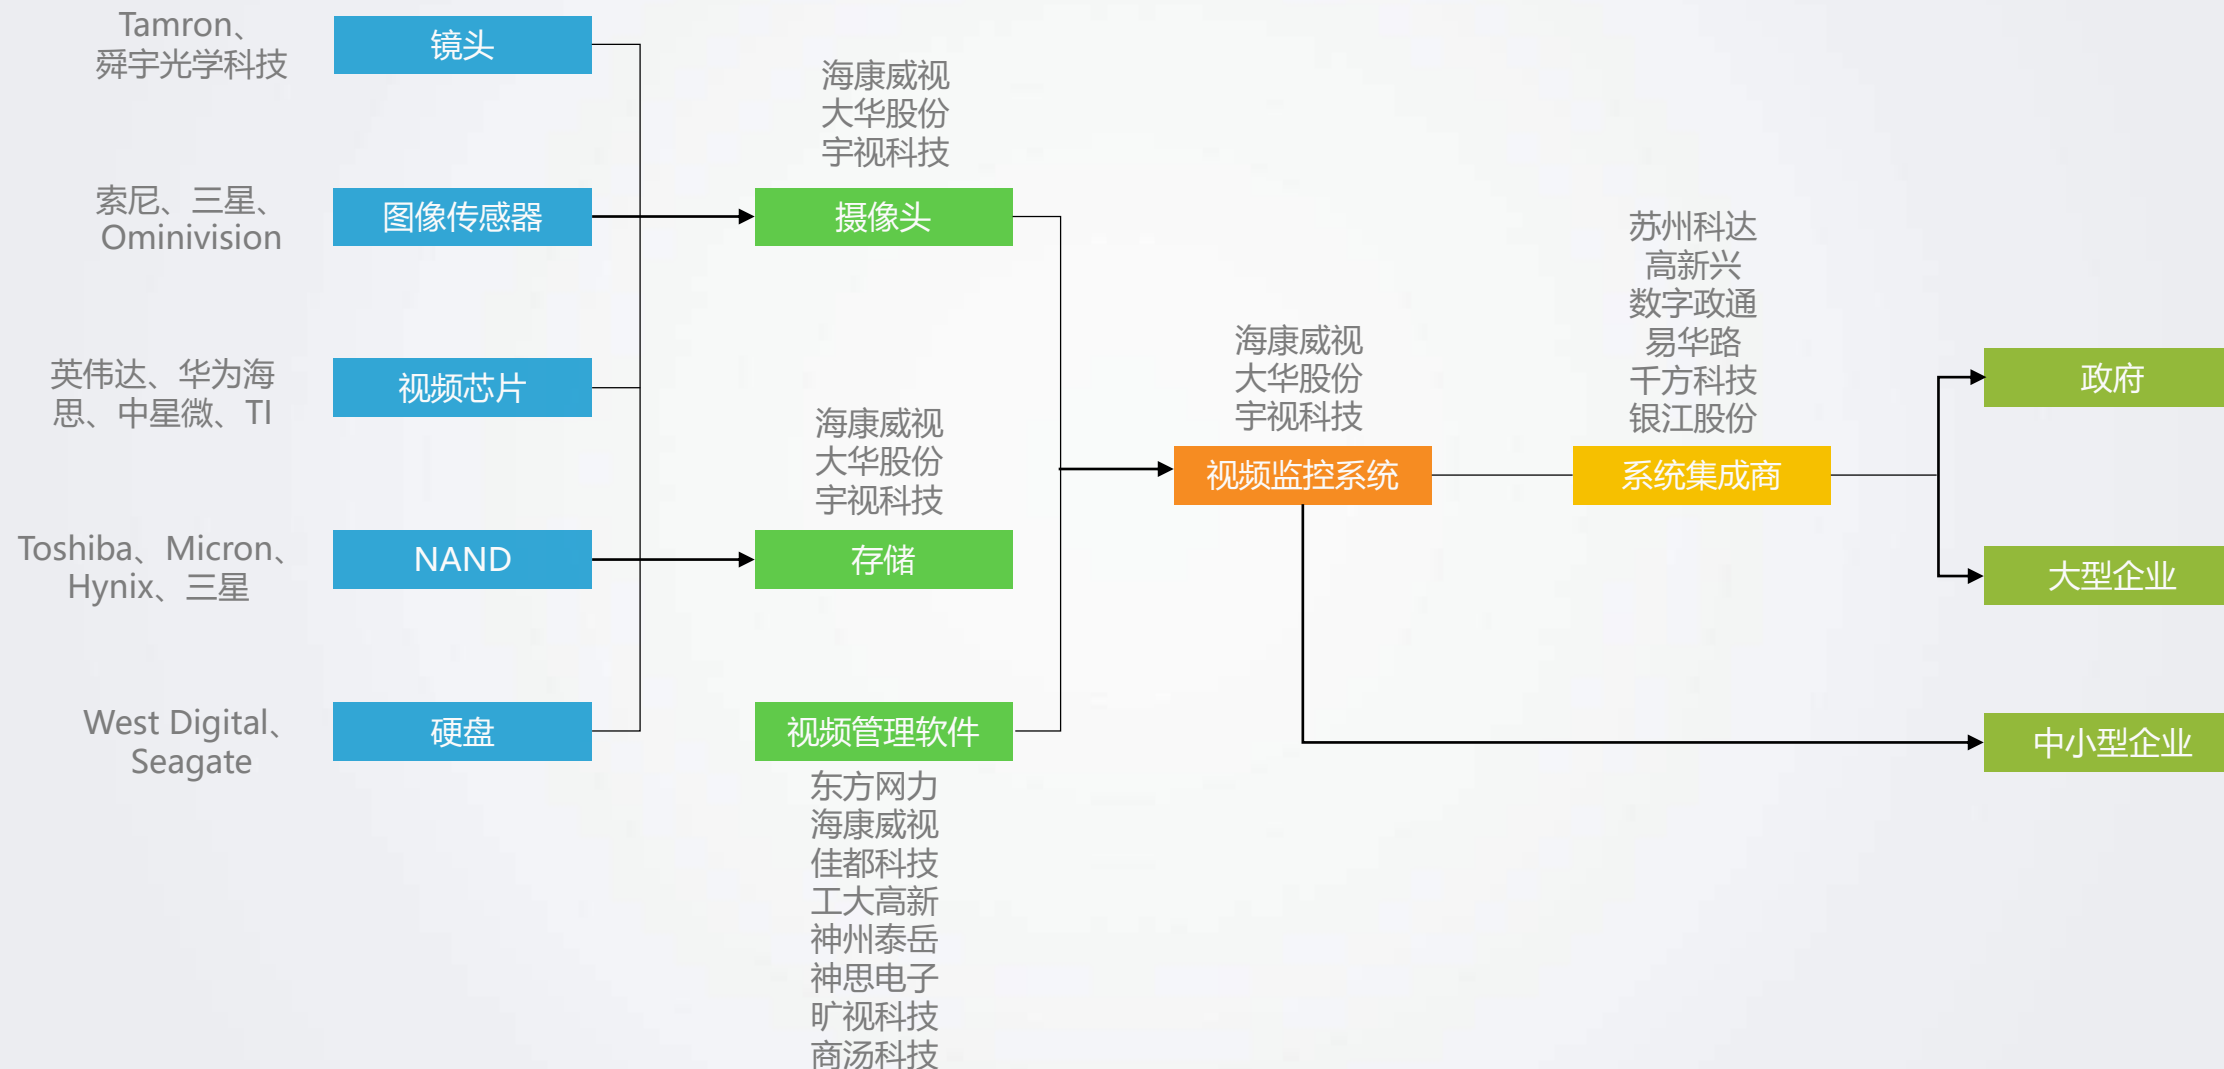 Tamron、
舜宇光学科技
镜头
索尼、三星、
Ominivision
图像传感器
英伟达、华为海
思、中星微、TI
视频芯片
Toshiba、Micron、
Hynix、三星
NAND
West Digital、
Seagate
硬盘
海康威视
大华股份
宇视科技
摄像头
海康威视
大华股份
宇视科技
存储
视频管理软件
东方网力
海康威视
佳都科技
工大高新
神州泰岳
神思电子
旷视科技
商汤科技
海康威视
大华股份
宇视科技
视频监控系统
苏州科达
高新兴
数字政通
易华路
千方科技
银江股份
系统集成商
政府
大型企业
中小型企业